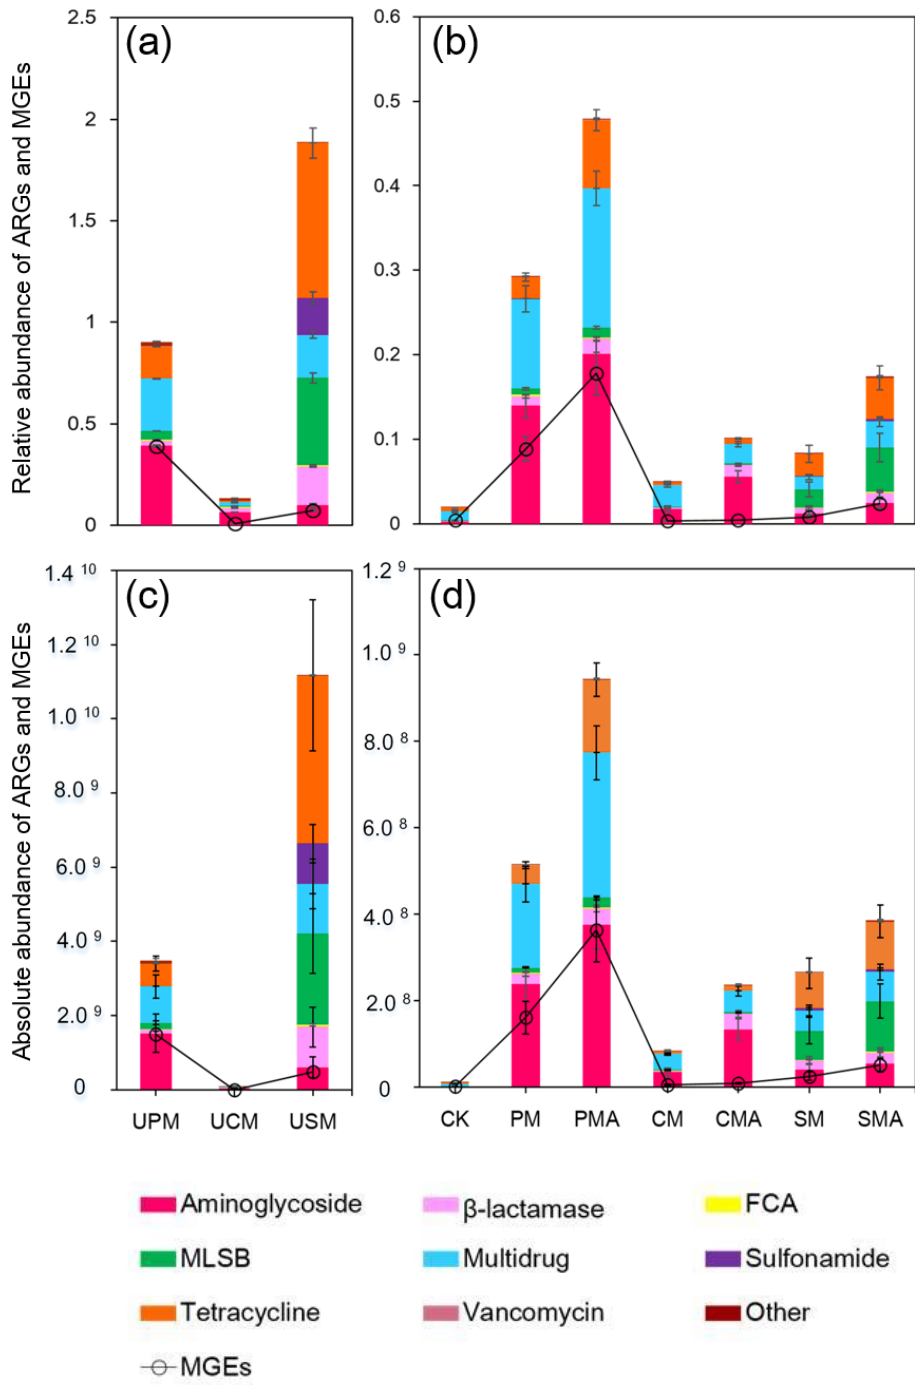 Relative abundance of ARGs and MGEs
(a)
2.5
2
1.5
1
0.5
0
(b)
0.6
0.5
0.4
0.3
0.2
0.1
0
Absolute abundance of ARGs and MGEs
(c)
1.4 10
1.2 10
1.0 10
8.0 9
6.0 9
4.0 9
2.0 9
0
UPM UCM USM
(d)
1.2 9
1.0 9
8.0 8
6.0 8
4.0 8
2.0 8
0
CK PM PMA CM CMA SM SMA
Aminoglycoside β-lactamase FCA
MLSB Multidrug Sulfonamide
Tetracycline Vancomycin Other
MGEs